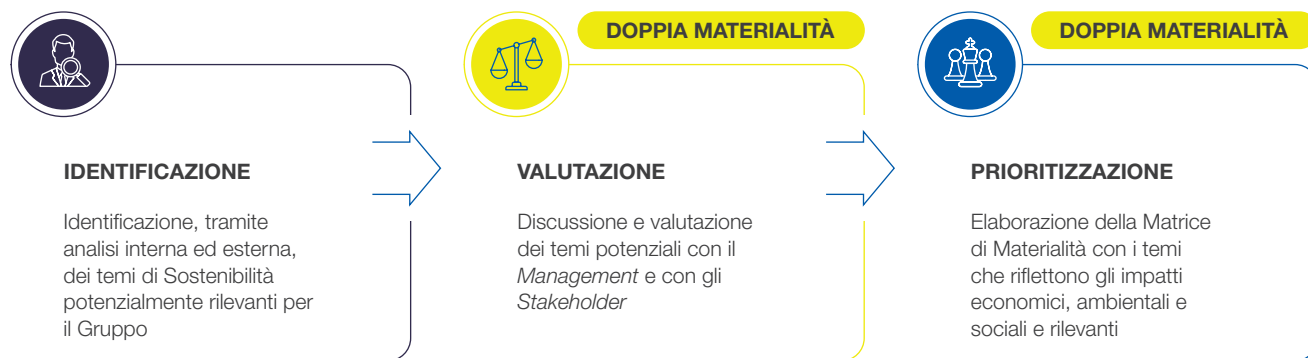 IDENTIFICAZIONE
Identificazione, tramite
analisi interna ed esterna,
dei temi di Sostenibilità
potenzialmente rilevanti per
il Gruppo
DOPPIA MATERIALITÀ
VALUTAZIONE
Discussione e valutazione
dei temi potenziali con il
Management e con gli
Stakeholder
DOPPIA MATERIALITÀ
PRIORITIZZAZIONE
Elaborazione della Matrice
di Materialità con i temi
che riflettono gli impatti
economici, ambientali e
sociali e rilevanti